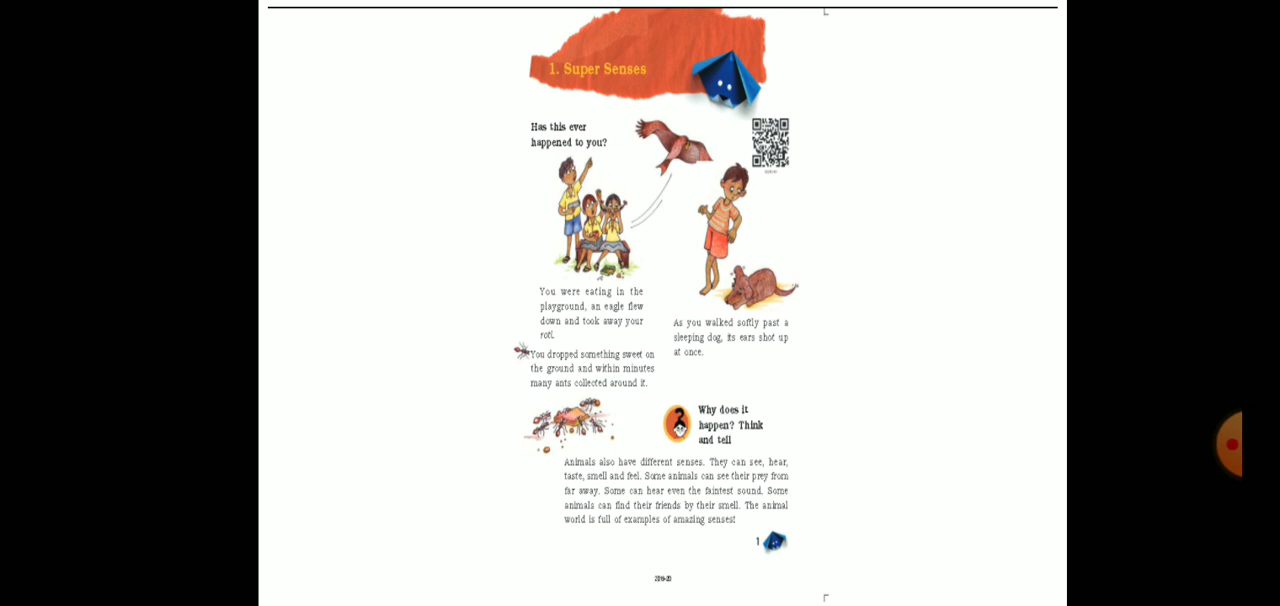 1. Super Senses
Has this ever
happened to you?
You were eating in the
playground, an eagle flew
down and took away your
roti.
As you walked softly past a
sleeping dog, its ears shot up
at once.
You dropped something sweet on
the ground and within minutes
many ants collected around it.
Why does it
happen? Think
and tell
Animals also have different senses. They can see, hear,
taste, smell and feel. Some animals can see their prey from
far away. Some can hear even the faintest sound. Some
animals can find their friends by their smell. The animal
world is full of examples of amazing senses!
1
2019-20